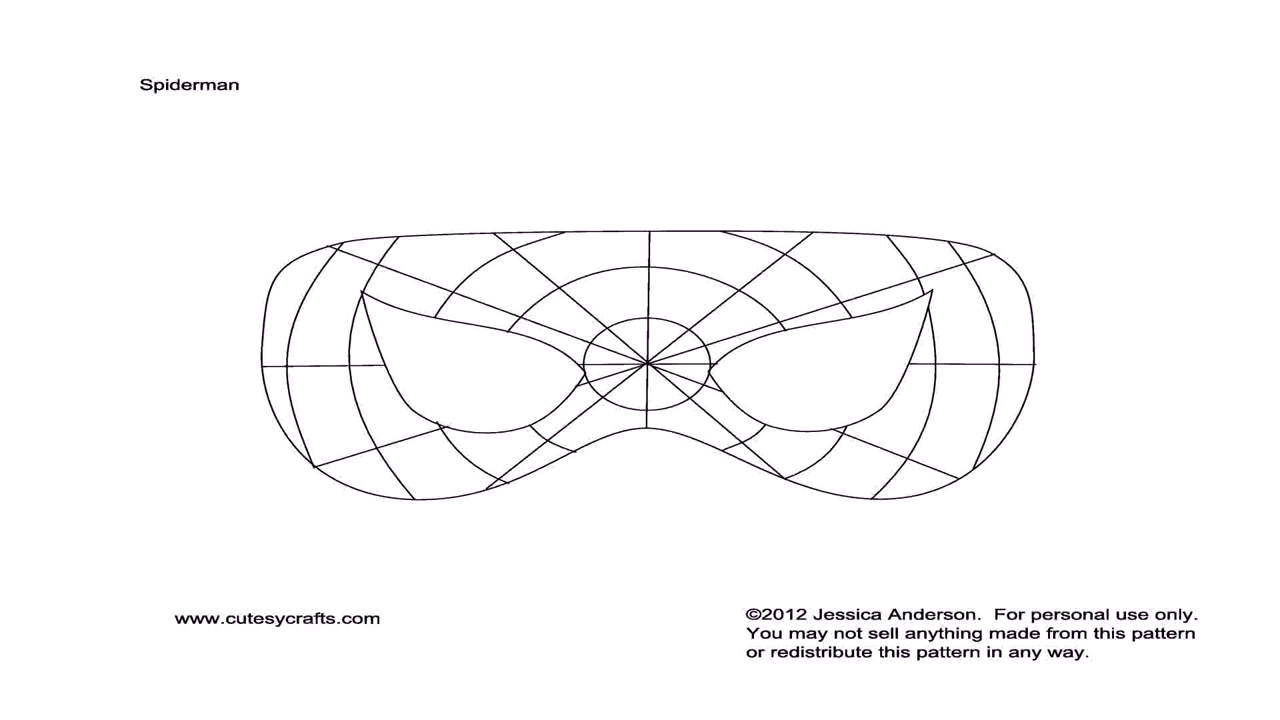 Spiderman
www.cutesycrafts.com
©2012 Jessica Anderson.  For personal use only.
You may not sell anything made from this pattern
or redistribute this pattern in any way.